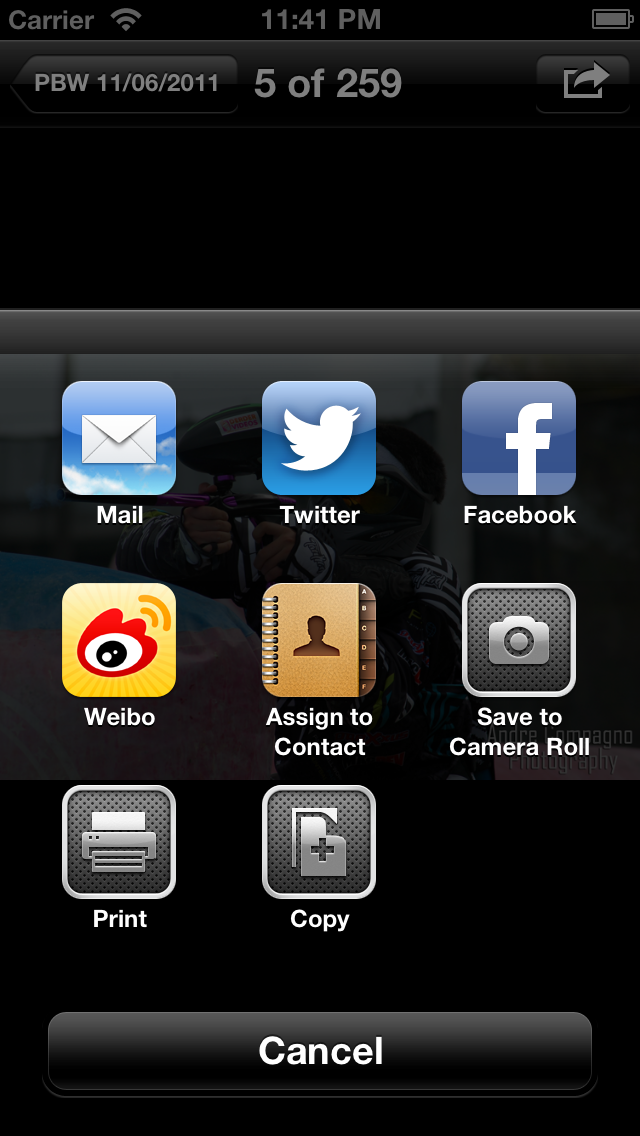 Carrier 11:41 PM
PBW 11/06/2011 5 of 259
Mail Twitter Facebook
A
B
C
D
E
F
Weibo Assign to Save to
Contact Camera Roll
Andre Compagno
Photography
Print Copy
Cancel